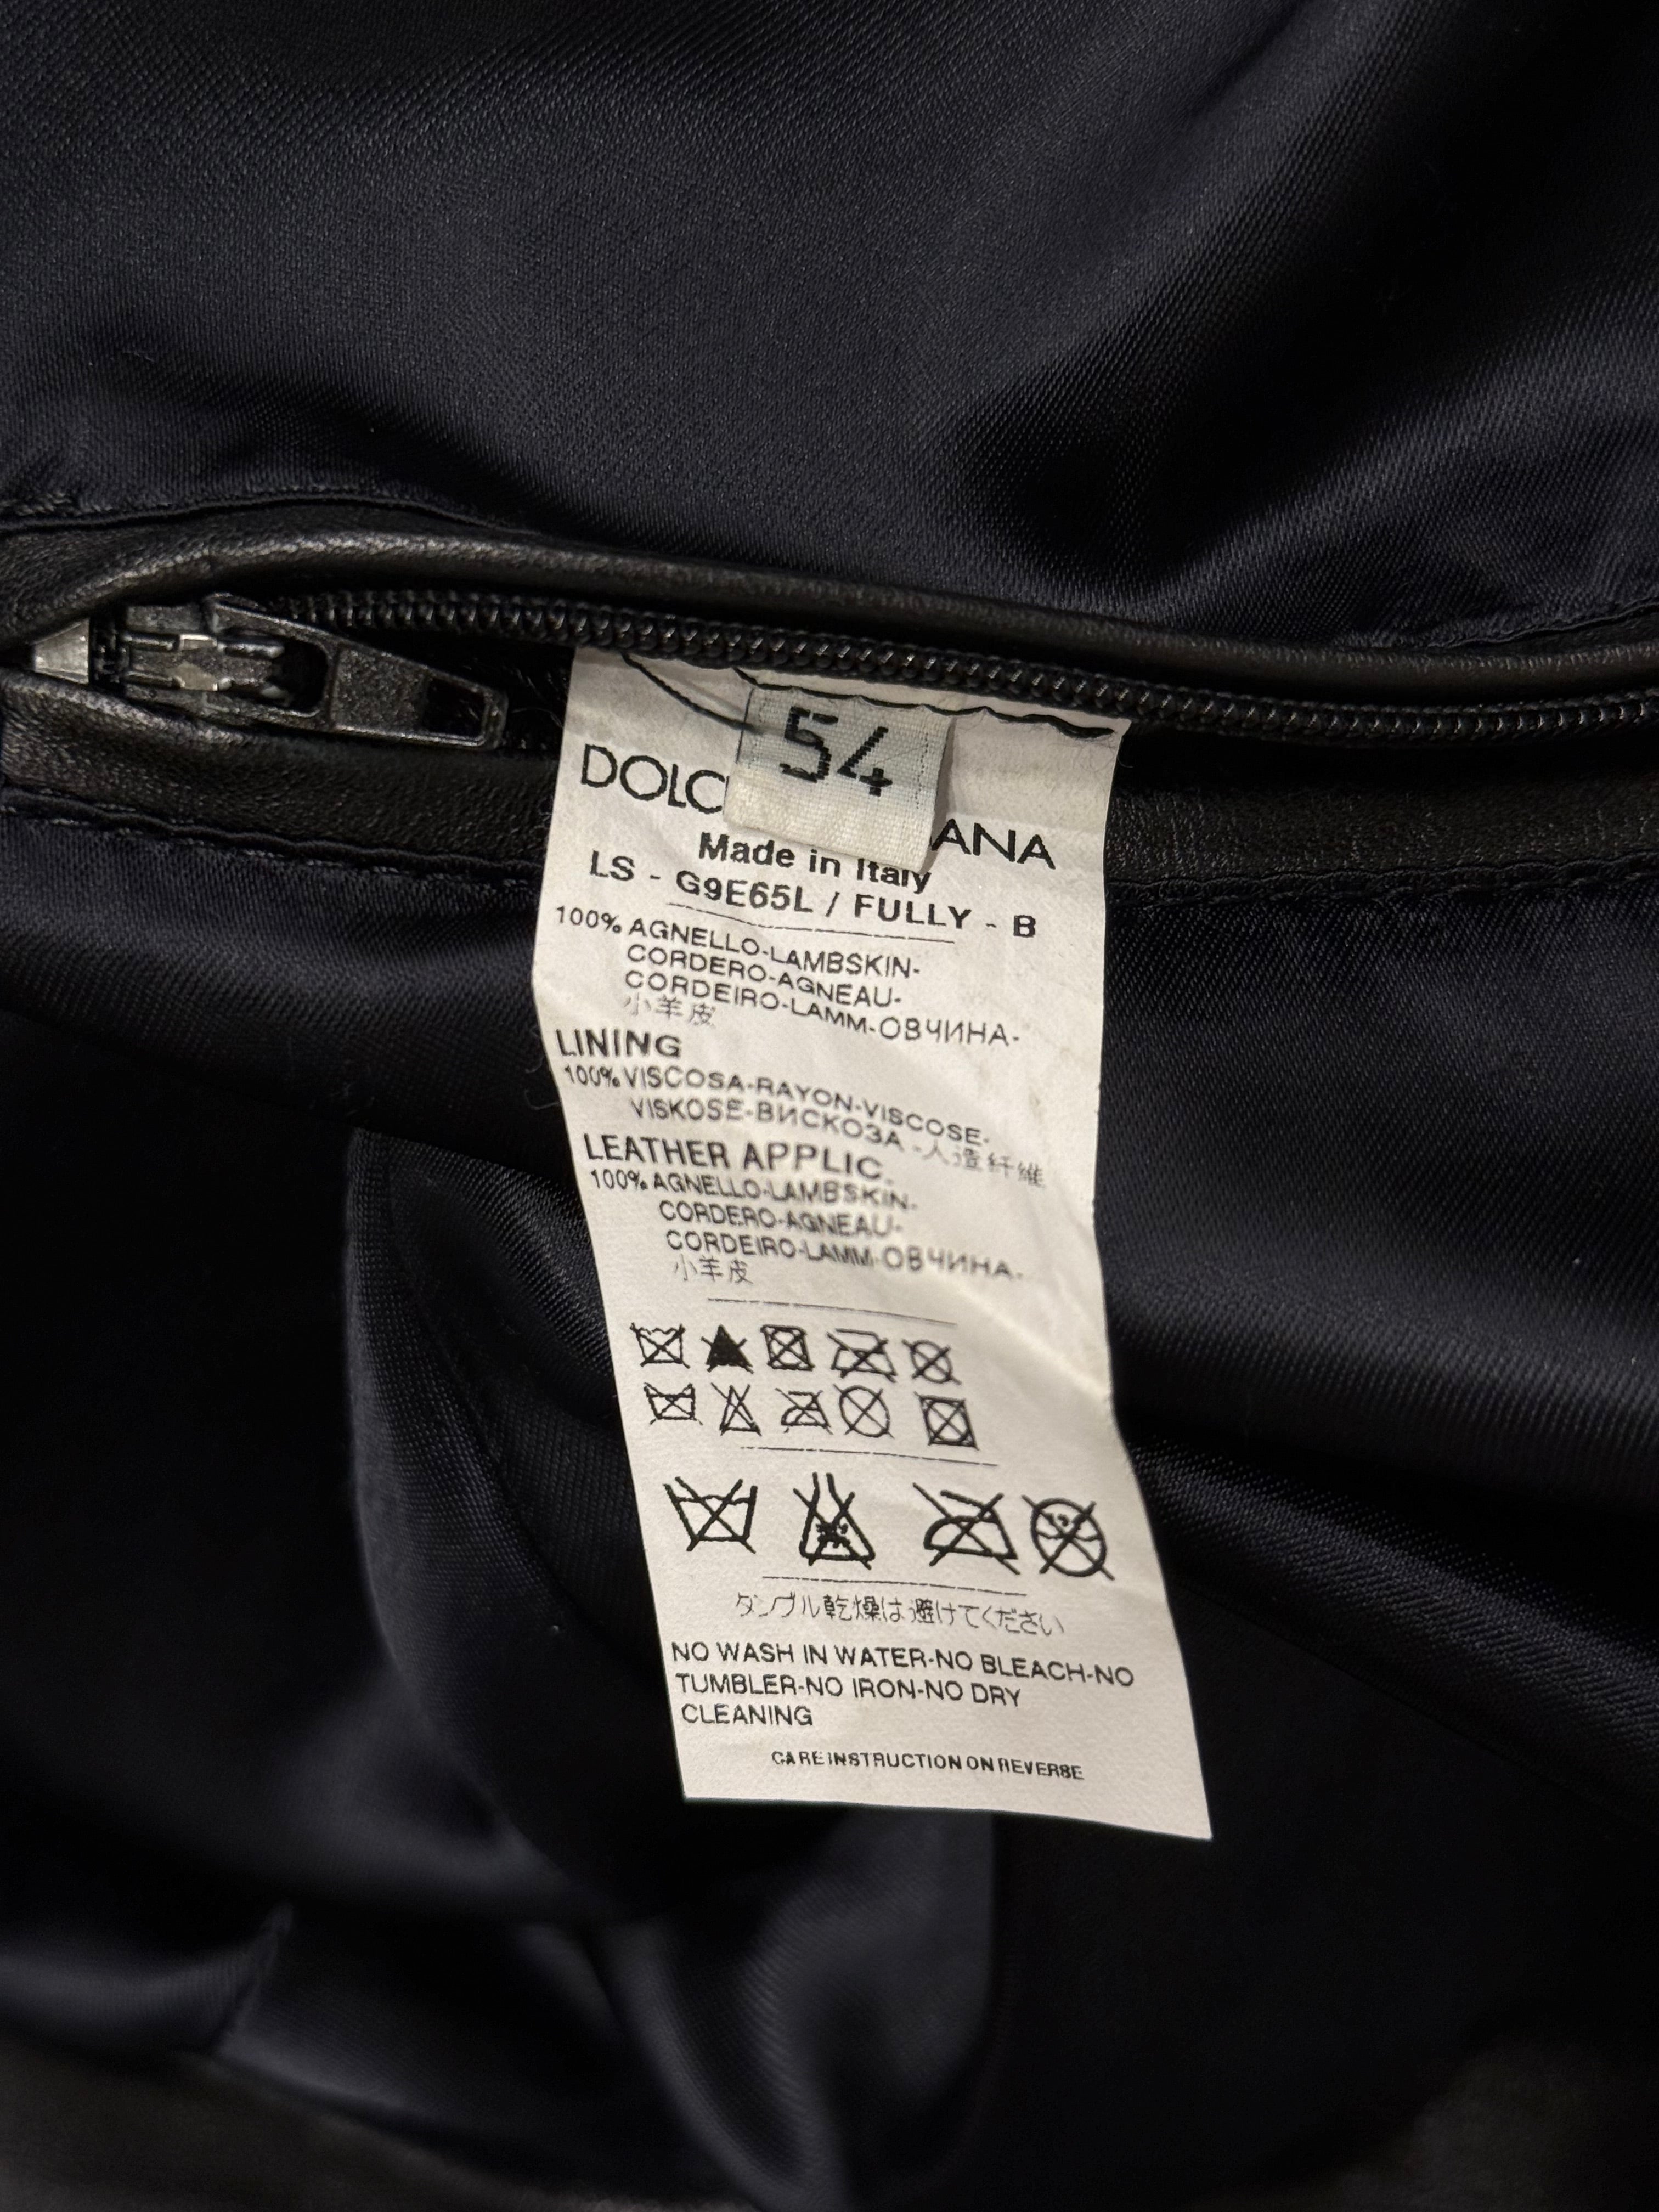 54
DOLC ANA
Made in Italy
LS - G9E65L / FULLY - B
100% AGNELLO-LAMBSKIN-
CORDERO-AGNEAU-
CORDEIRO-LAMM-ОВЧИНА-
小羊皮
LINING
100% VISCOSA-RAYON-VISCOSE-
VISKOSE-ВИСКОЗА-人造纤维
LEATHER APPLIC.
100% AGNELLO-LAMBSKIN-
CORDERO-AGNEAU-
CORDEIRO-LAMM-ОВЧИНА-
小羊皮
タンブル乾燥は避けてください
NO WASH IN WATER-NO BLEACH-NO
TUMBLER-NO IRON-NO DRY
CLEANING
CARE INSTRUCTION ON REVERSE